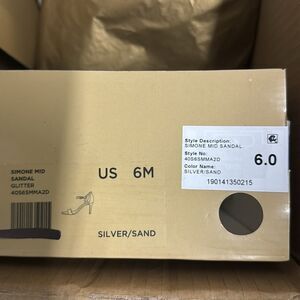 SIMONE MID
SANDAL
GLITTER
40S6SMMA2D
US 6M
SILVER/SAND
Style Description:
SIMONE MID SANDAL
Style No:
40S6SMMA2D
Color Name:
SILVER/SAND
6.0
190141350215